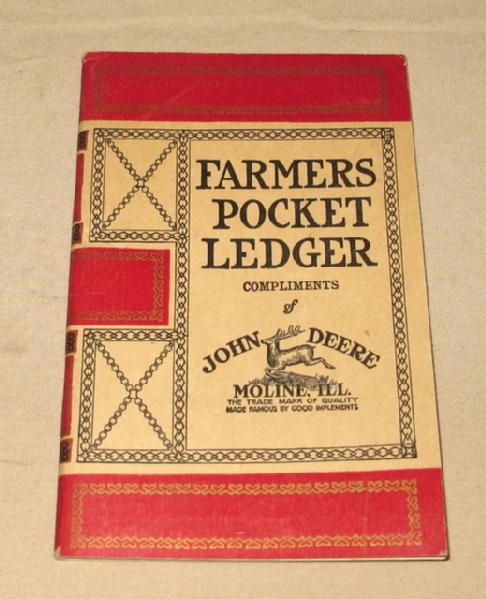 FARMERS
POCKET
LEDGER
COMPLIMENTS
of
JOHN DEERE
MOLINE, ILL.
THE TRADE MARK OF QUALITY
MADE FAMOUS BY GOOD IMPLEMENTS